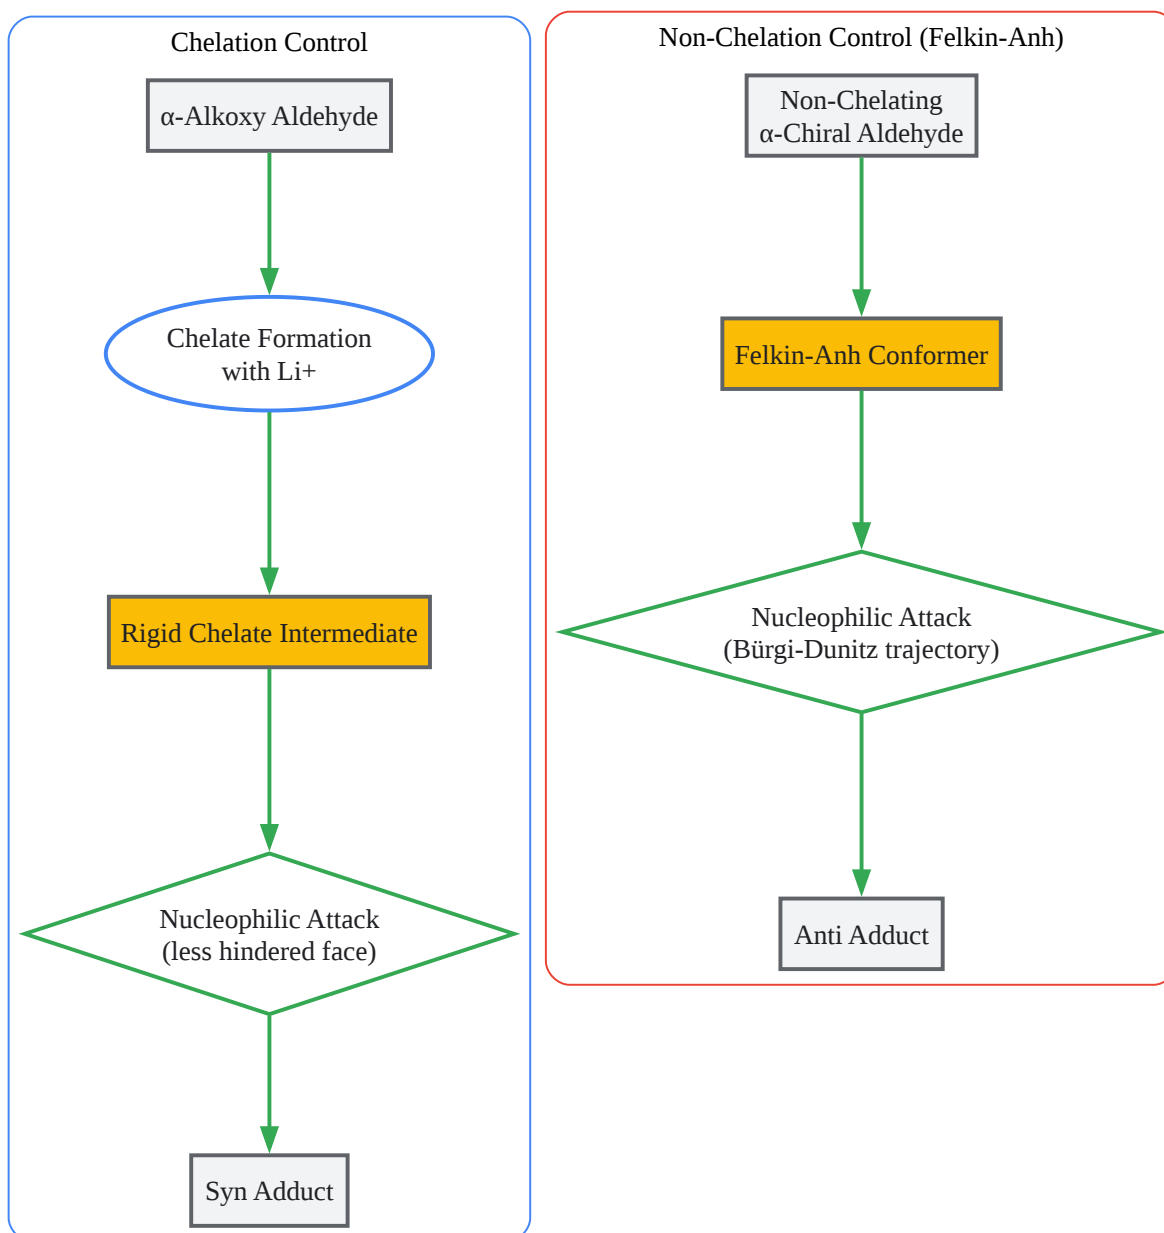 Chelation Control
α-Alkoxy Aldehyde
Chelate Formation
with Li+
Rigid Chelate Intermediate
Nucleophilic Attack
(less hindered face)
Syn Adduct
Non-Chelation Control (Felkin-Anh)
Non-Chelating
α-Chiral Aldehyde
Felkin-Anh Conformer
Nucleophilic Attack
(Bürgi-Dunitz trajectory)
Anti Adduct